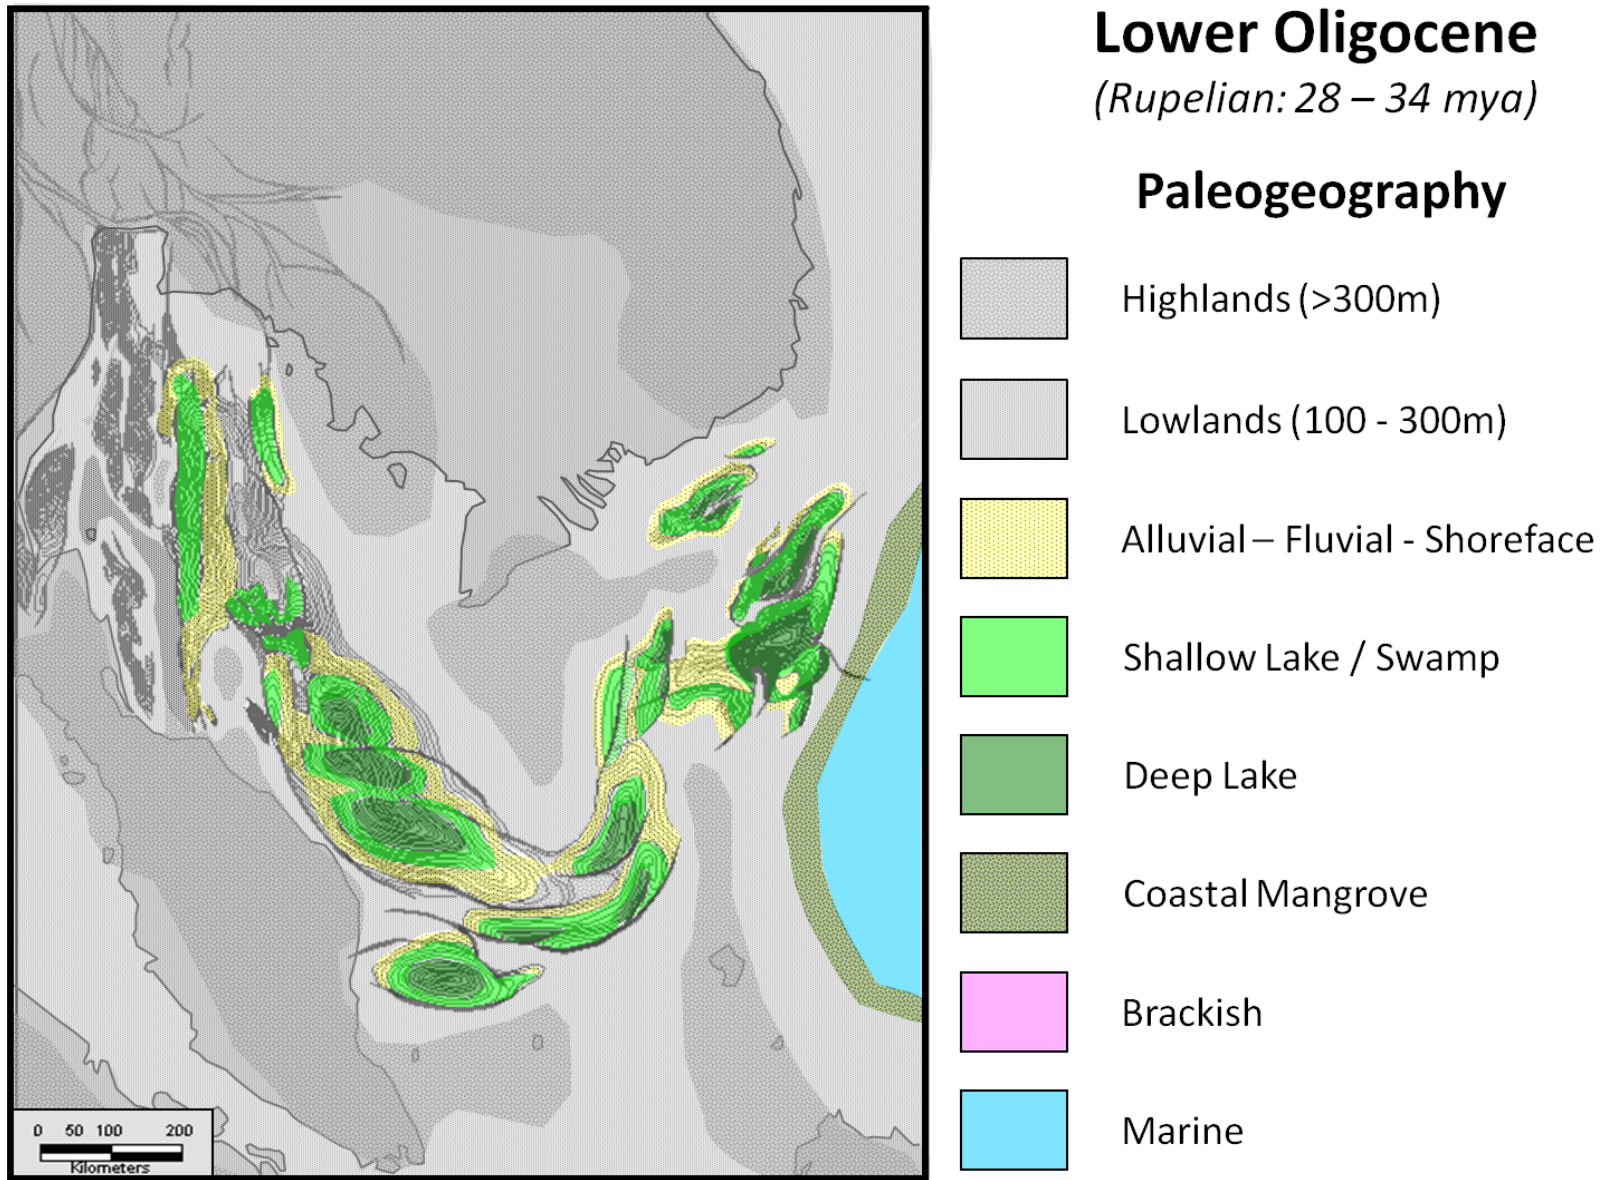 Lower Oligocene
(Rupelian: 28 – 34 mya)
Paleogeography
Highlands (>300m)
Lowlands (100 - 300m)
Alluvial – Fluvial - Shoreface
Shallow Lake / Swamp
Deep Lake
Coastal Mangrove
Brackish
Marine
0 50 100 200
Kilometers